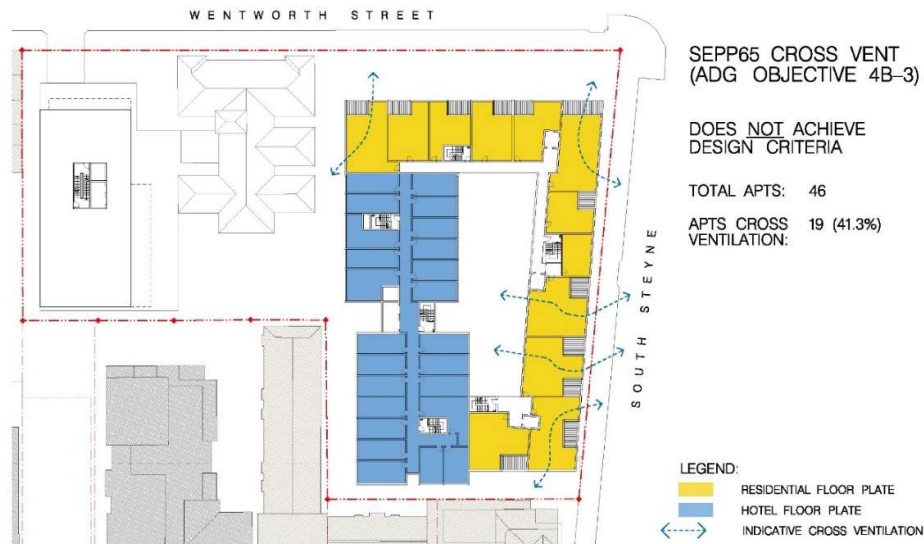 WENTWORTH STREET
SEPP65 CROSS VENT
(ADG OBJECTIVE 4B-3)
DOES NOT ACHIEVE
DESIGN CRITERIA
TOTAL APTS: 46
APTS CROSS 19 (41.3%)
VENTILATION:
SOUTH STEYNE
LEGEND:
RESIDENTIAL FLOOR PLATE
HOTEL FLOOR PLATE
INDICATIVE CROSS VENTILATION